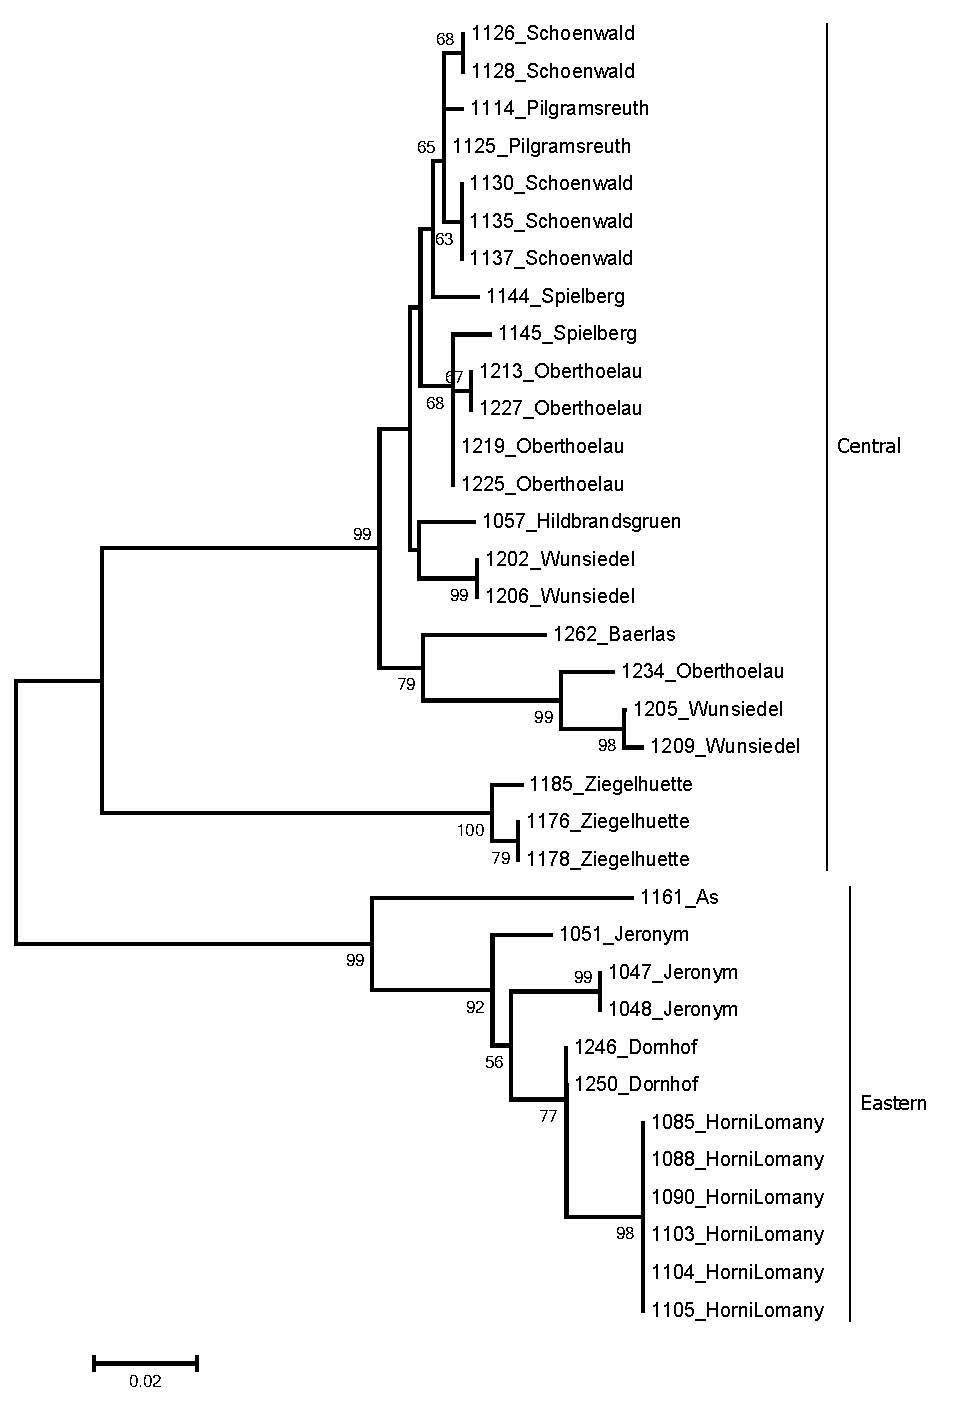 68
1126_Schoenwald
1128_Schoenwald
1114_Pilgramsreuth
65
1125_Pilgramsreuth
1130_Schoenwald
1135_Schoenwald
63
1137_Schoenwald
1144_Spielberg
1145_Spielberg
67
1213_Oberthoelau
68
1227_Oberthoelau
1219_Oberthoelau
Central
1225_Oberthoelau
1057_Hildbrandsgruen
99
1202_Wunsiedel
99
1206_Wunsiedel
1262_Baerlas
1234_Oberthoelau
79
1205_Wunsiedel
99
98
1209_Wunsiedel
1185_Ziegelhuette
1176_Ziegelhuette
100
79
1178_Ziegelhuette
1161_As
1051_Jeronym
99
1047_Jeronym
99
1048_Jeronym
92
1246_Dornhof
56
1250_Dornhof
77
Eastern
1085_HorniLomany
1088_HorniLomany
1090_HorniLomany
98
1103_HorniLomany
1104_HorniLomany
1105_HorniLomany
0.02